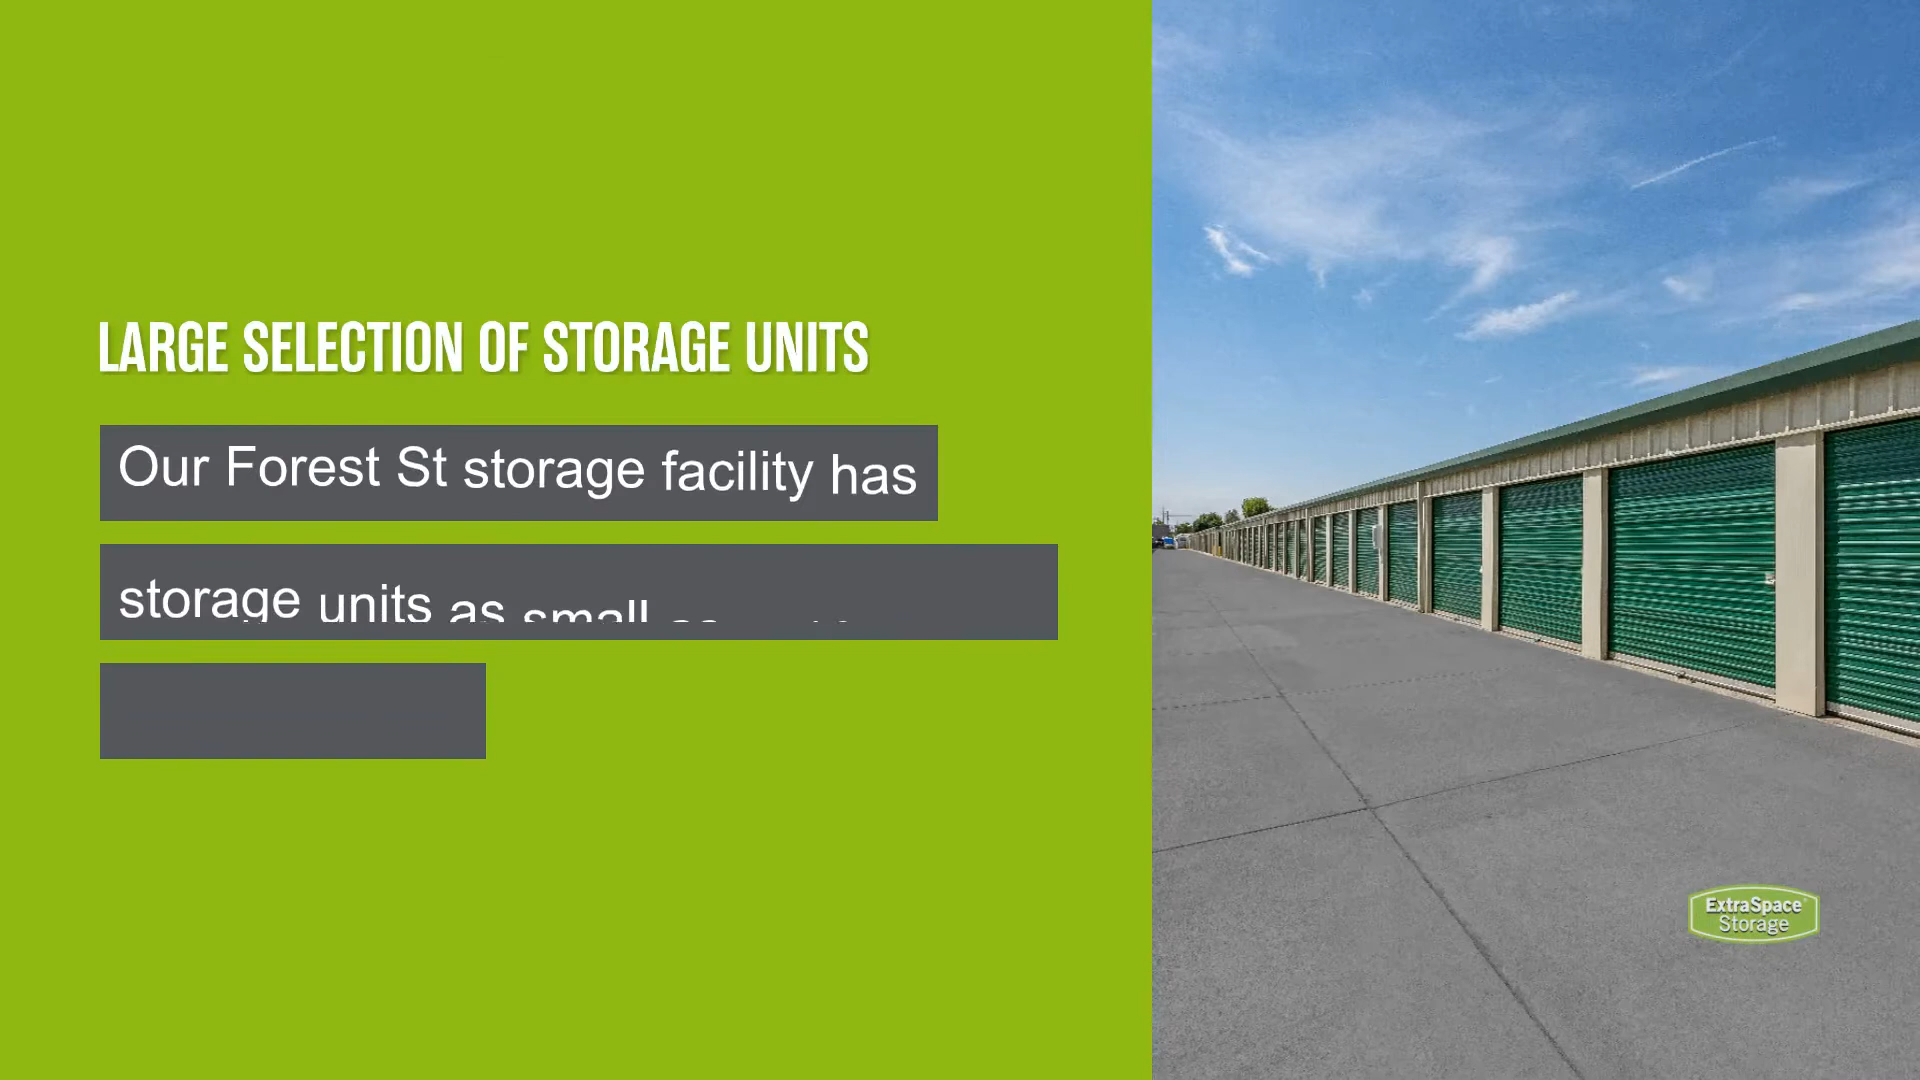 LARGE SELECTION OF STORAGE UNITS
Our Forest St storage facility has
storage units as small
ExtraSpace
Storage